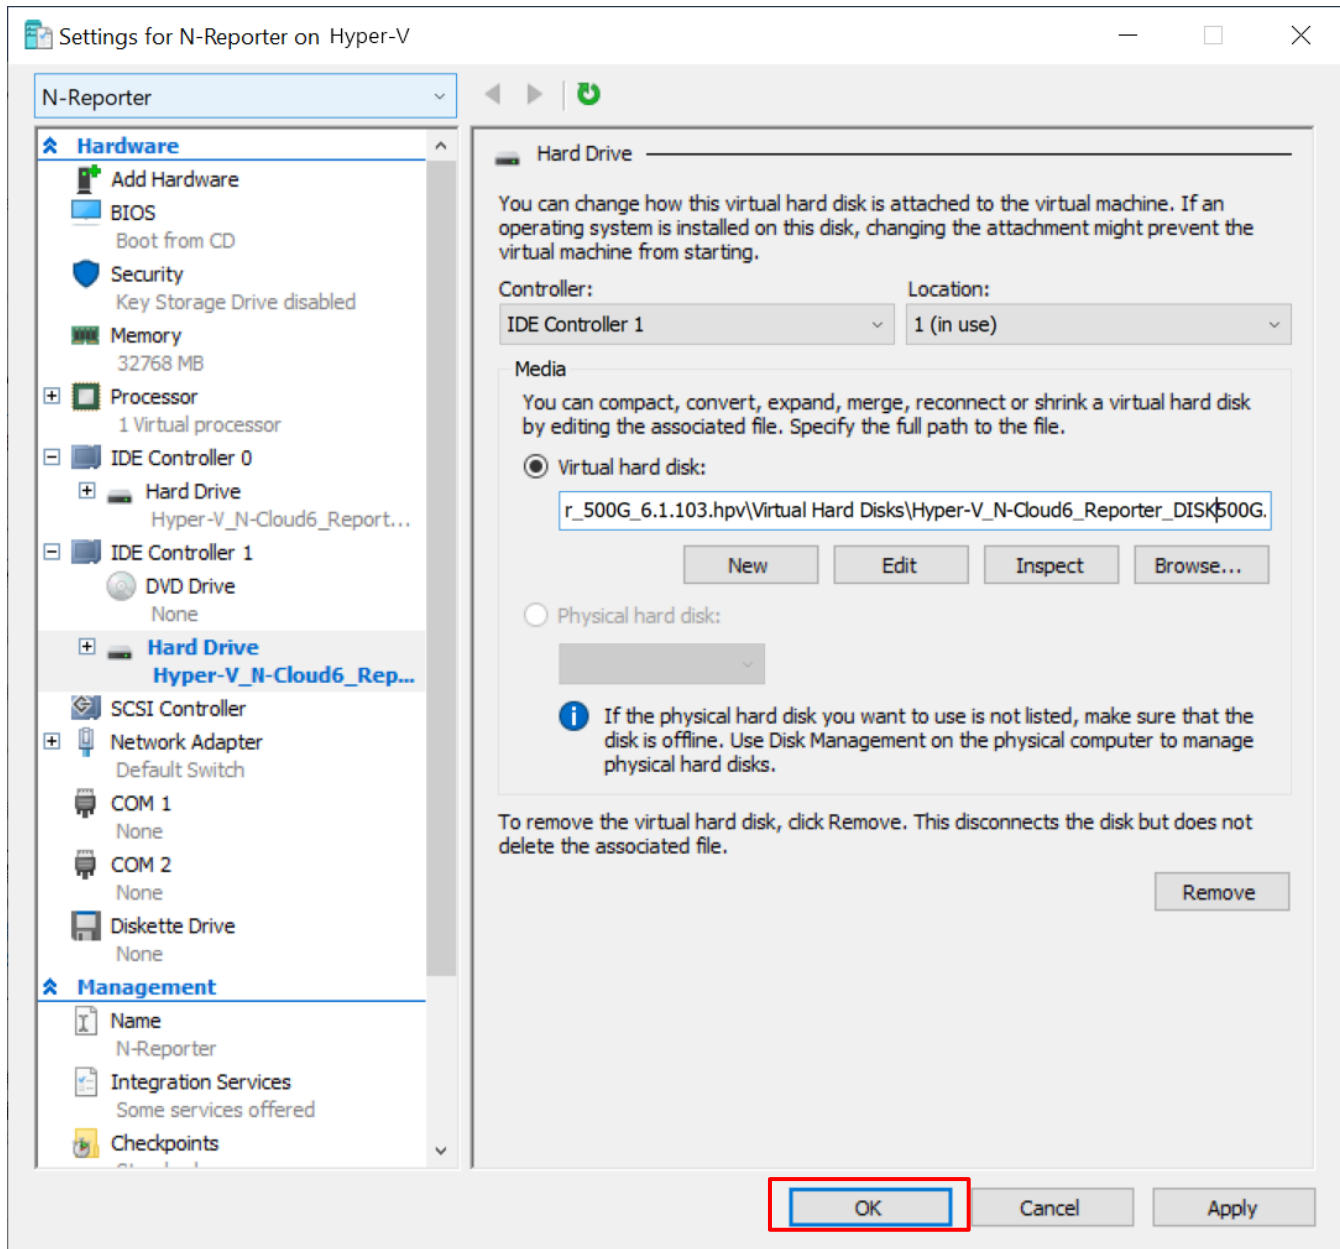 Settings for N-Reporter on Hyper-V
N-Reporter
Hardware
Add Hardware
BIOS
Boot from CD
Security
Key Storage Drive disabled
Memory
32768 MB
Processor
1 Virtual processor
IDE Controller 0
Hard Drive
Hyper-V_N-Cloud6_Report...
IDE Controller 1
DVD Drive
None
Hard Drive
Hyper-V_N-Cloud6_Rep...
SCSI Controller
Network Adapter
Default Switch
COM 1
None
COM 2
None
Diskette Drive
None
Management
Name
N-Reporter
Integration Services
Some services offered
Checkpoints
Hard Drive
You can change how this virtual hard disk is attached to the virtual machine. If an
operating system is installed on this disk, changing the attachment might prevent the
virtual machine from starting.
Controller: Location:
IDE Controller 1 1 (in use)
Media
You can compact, convert, expand, merge, reconnect or shrink a virtual hard disk
by editing the associated file. Specify the full path to the file.
Virtual hard disk:
r_500G_6.1.103.hpv\Virtual Hard Disks\Hyper-V_N-Cloud6_Reporter_DISK500G.
New Edit Inspect Browse...
Physical hard disk:
If the physical hard disk you want to use is not listed, make sure that the
disk is offline. Use Disk Management on the physical computer to manage
physical hard disks.
To remove the virtual hard disk, click Remove. This disconnects the disk but does not
delete the associated file.
Remove
OK Cancel Apply